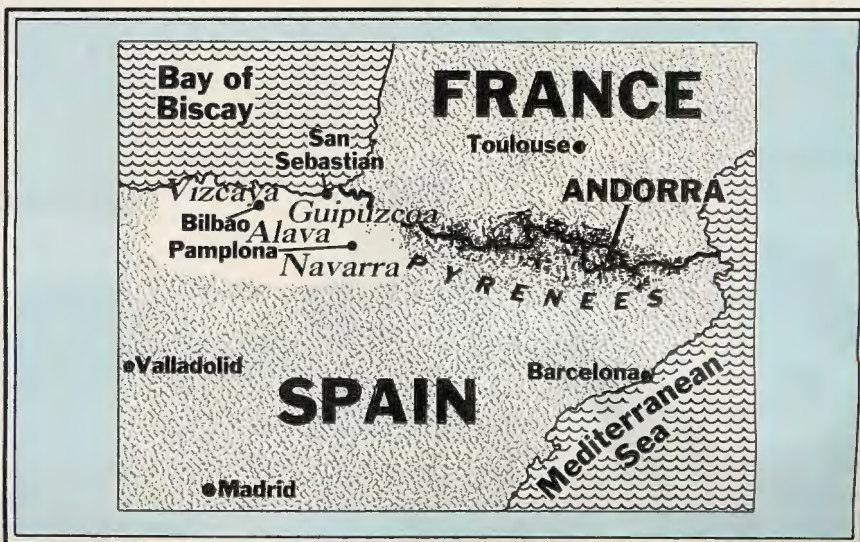 Bay of
Biscay
FRANCE
San
Sebastian
Toulouse
ANDORRA
Vizcaya
Guipuzcoa
Bilbao
Alava
Pamplona
Navarra
PYRENEES
Valladolid
Barcelona
SPAIN
Mediterranean
Sea
Madrid